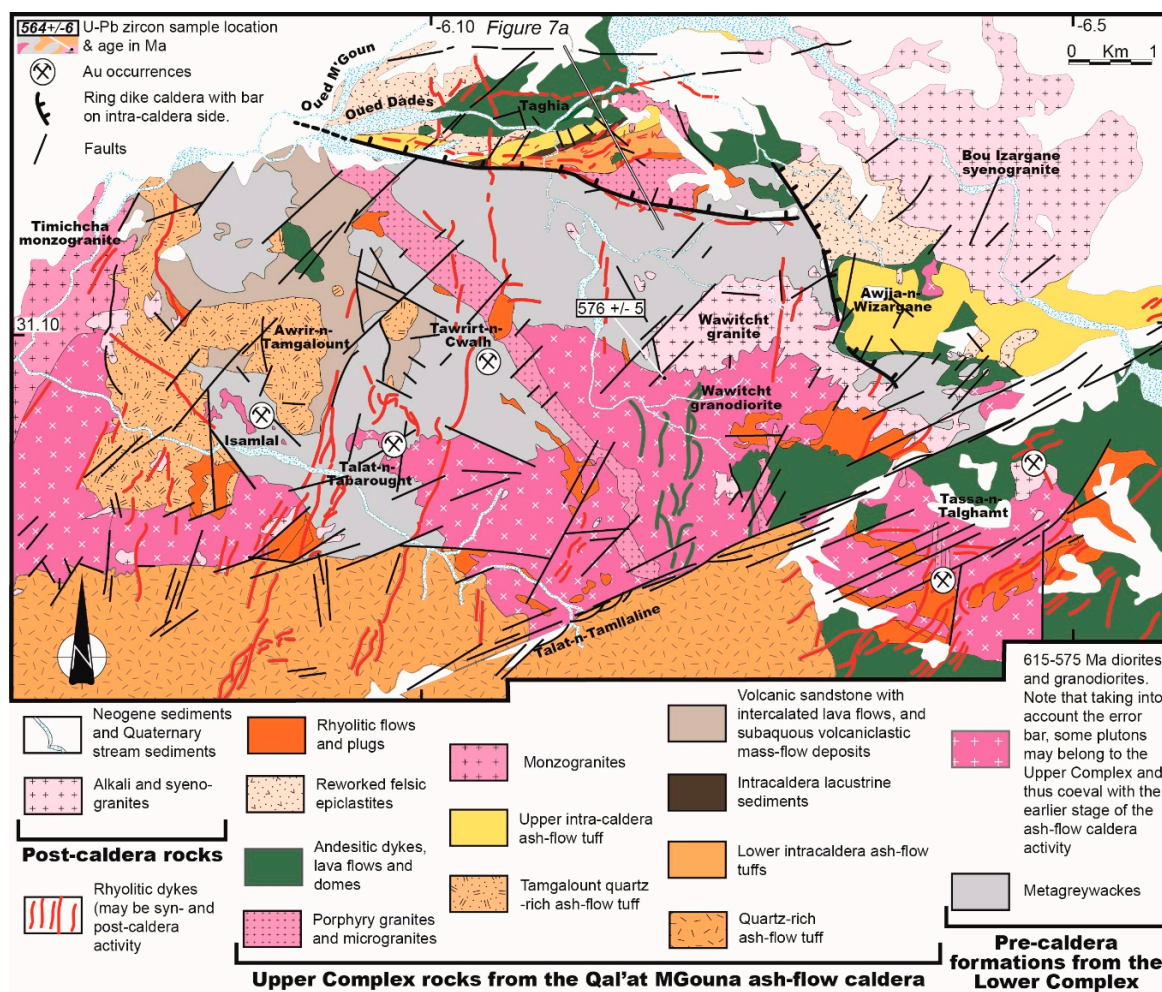 564+/-6 U-Pb zircon sample location
& age in Ma
Au occurrences
Ring dike caldera with bar
on intra-caldera side.
Faults
-6.10
Figure 7a
-6.5
0 Km 1
Oued M'Goun
Oued Dadès
Taghia
Bou Izargane
syenogranite
Timichcha
monzogranite
31.10
576 +/- 5
Awrir-n-
Tamgalount
Tawrirt-n-
Cwalh
Wawitcht
granite
Awjja-n-
Wizargane
Wawitcht
granodiorite
Isamlal
Talat-n-
Tabarought
Tassa-n-
Talghamt
Talat-n-Tamllaline
N
Neogene sediments
and Quaternary
stream sediments
Alkali and syeno-
granites
Post-caldera rocks
Rhyolitic dykes
(may be syn- and
post-caldera
activity
Rhyolitic flows
and plugs
Reworked felsic
epiclastites
Andesitic dykes,
lava flows and
domes
Porphyry granites
and microgranites
Monzogranites
Upper intra-caldera
ash-flow tuff
Tamgalount quartz
-rich ash-flow tuff
Volcanic sandstone with
intercalated lava flows, and
subaquous volcaniclastic
mass-flow deposits
Intracaldera lacustrine
sediments
Lower intracaldera ash-flow
tuffs
Quartz-rich
ash-flow tuff
Upper Complex rocks from the Qal'at MGouna ash-flow caldera
615-575 Ma diorites
and granodiorites.
Note that taking into
account the error
bar, some plutons
may belong to the
Upper Complex and
thus coeval with the
earlier stage of the
ash-flow caldera
activity
Metagreywackes
Pre-caldera
formations from the
Lower Complex